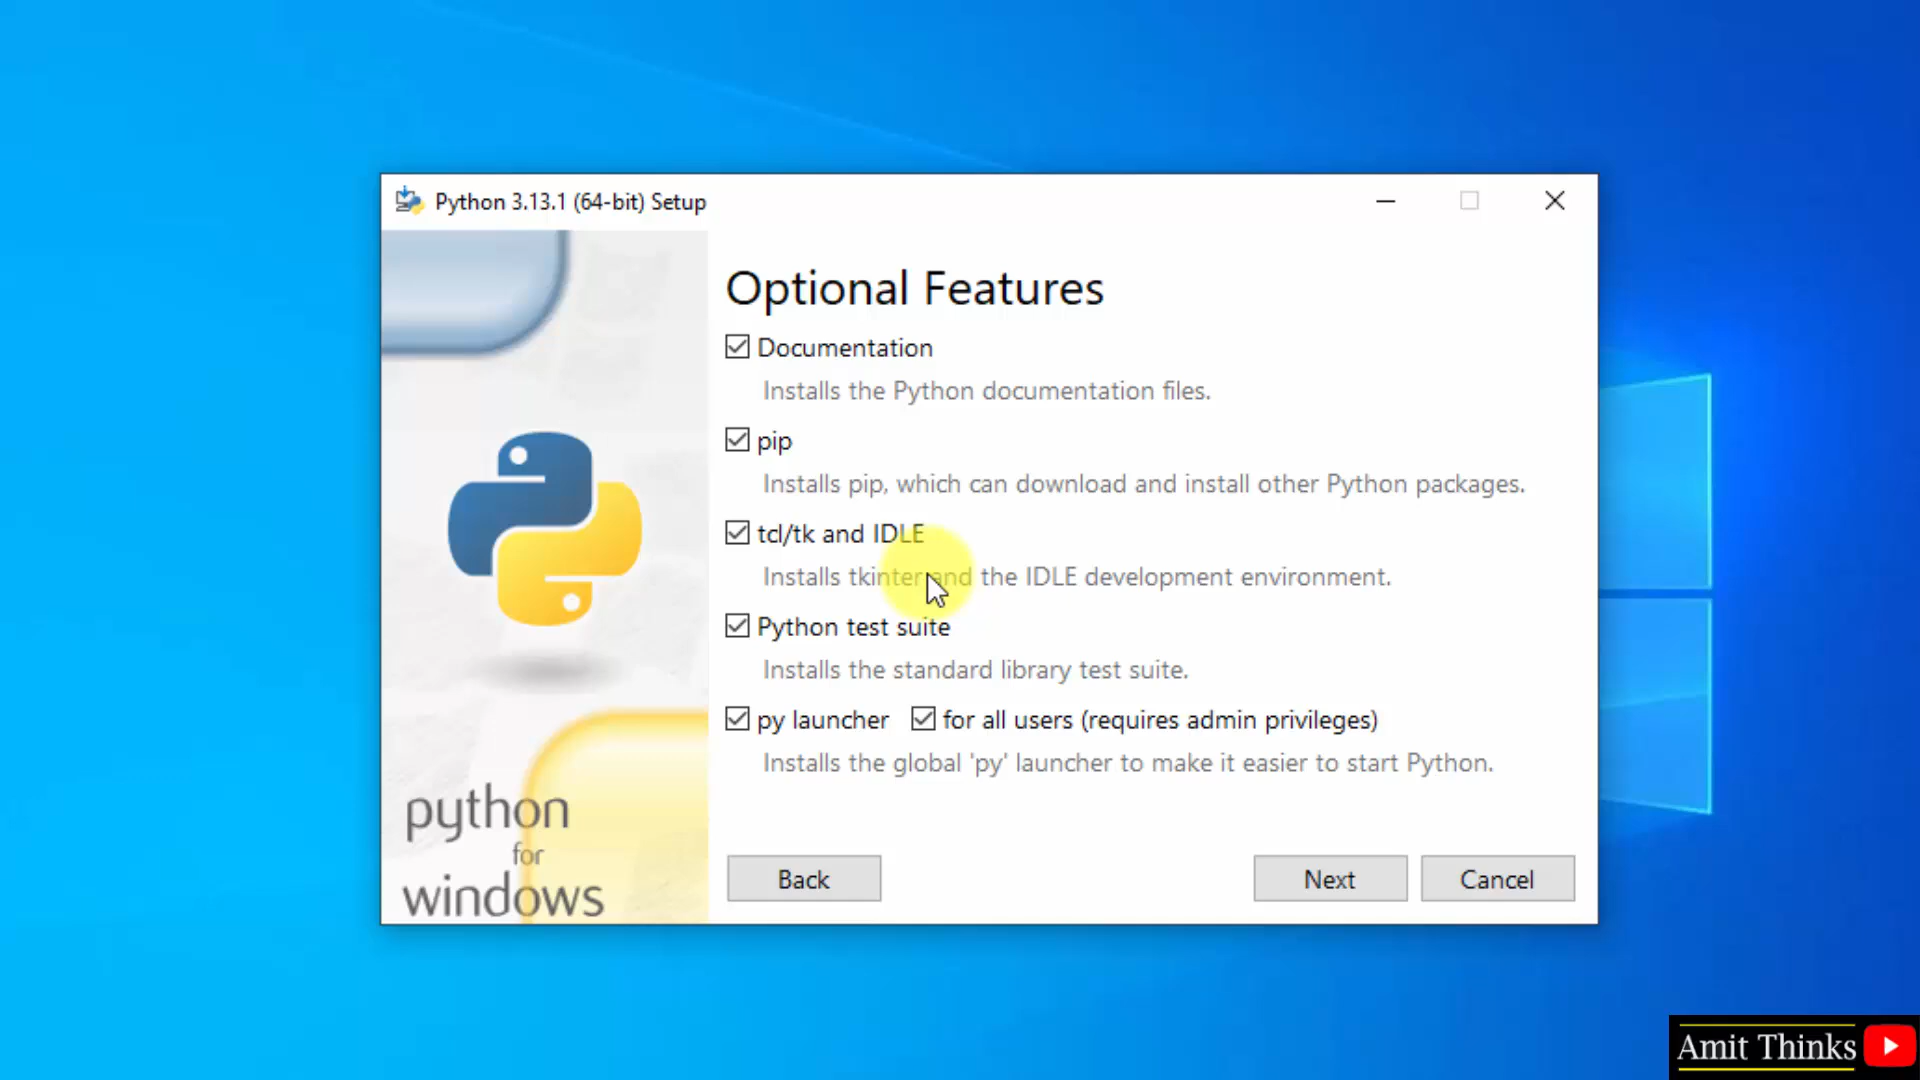 Python 3.13.1 (64-bit) Setup
Optional Features
Documentation
Installs the Python documentation files.
pip
Installs pip, which can download and install other Python packages.
tcl/tk and IDLE
Installs tkinter and the IDLE development environment.
Python test suite
Installs the standard library test suite.
py launcher for all users (requires admin privileges)
Installs the global 'py' launcher to make it easier to start Python.
python
for
windows
Back Next Cancel
Amit Thinks